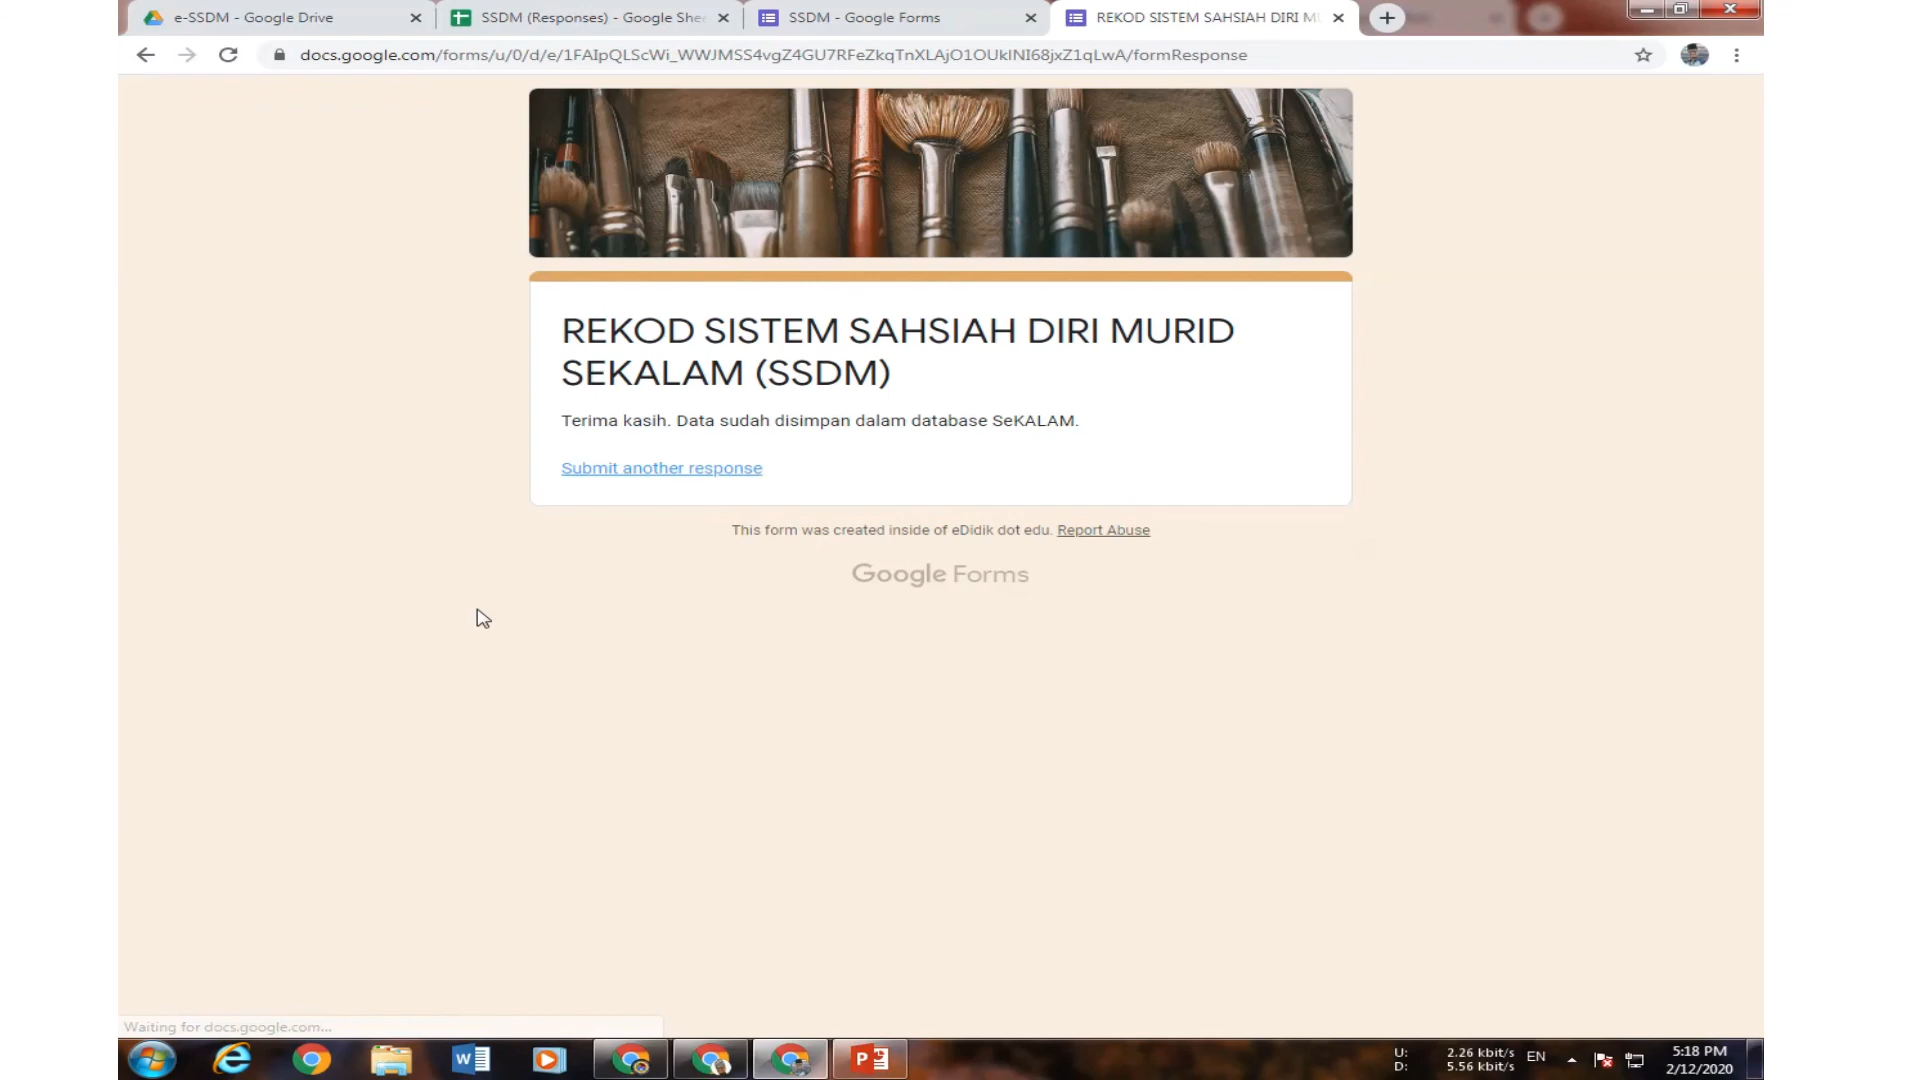 e-SSDM - Google Drive
SSDM (Responses) - Google Shee
SSDM - Google Forms
REKOD SISTEM SAHSIAH DIRI MU
docs.google.com/forms/u/0/d/e/1FAIpQLScWi_WWJMSS4vgZ4GU7RFeZkqTnXLAjO1OUkINI68jxZ1qLwA/formResponse
REKOD SISTEM SAHSIAH DIRI MURID
SEKALAM (SSDM)
Terima kasih. Data sudah disimpan dalam database SeKALAM.
Submit another response
This form was created inside of eDidik dot edu. Report Abuse
Google Forms
Waiting for docs.google.com...
U: 2.26 kbit/s
D: 5.56 kbit/s
EN
5:18 PM
2/12/2020